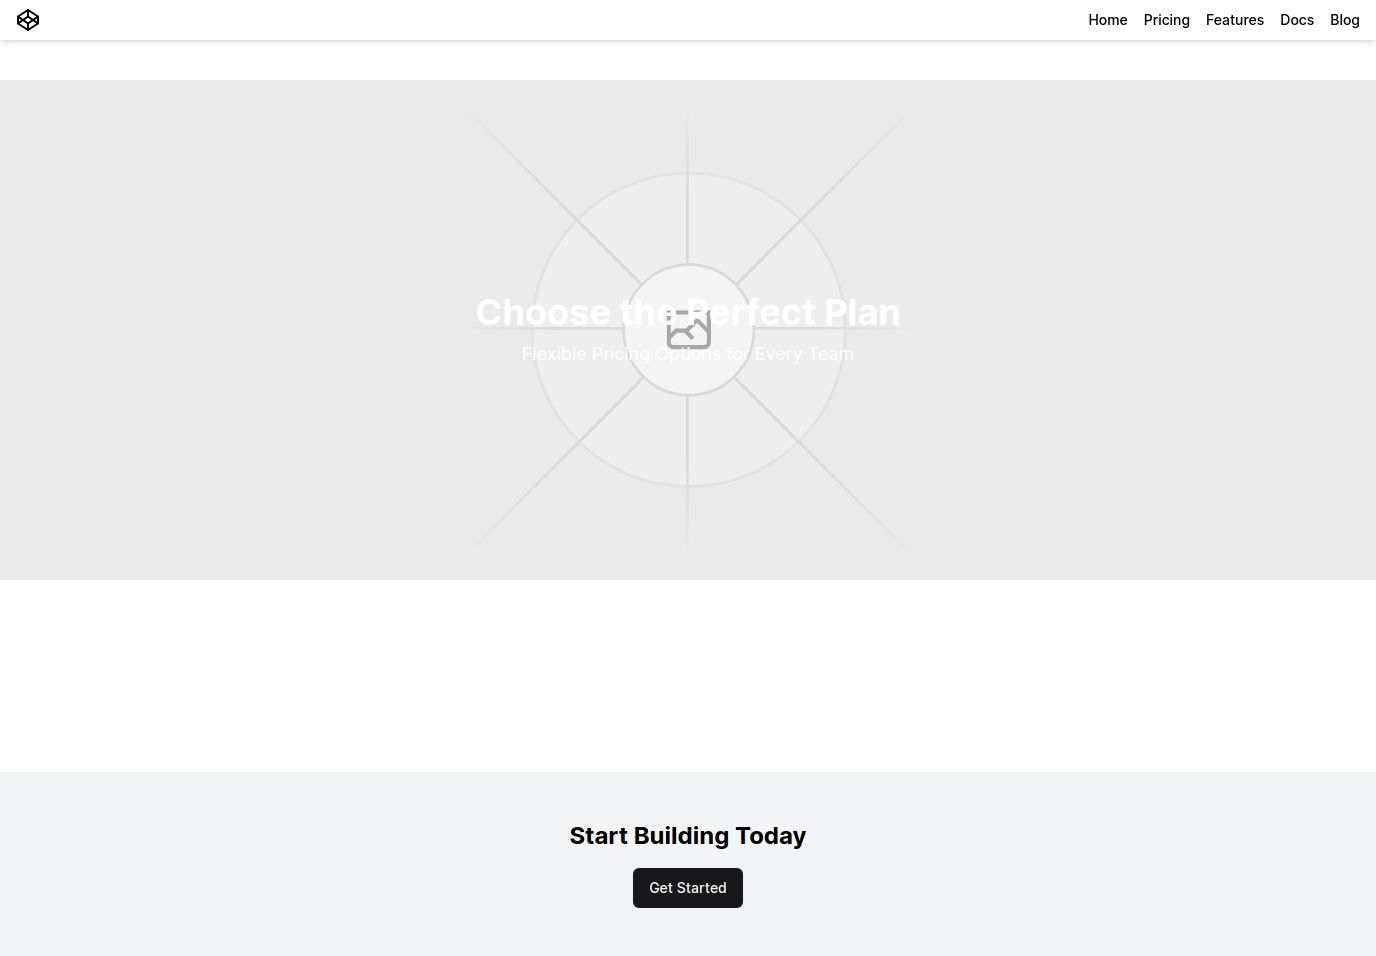 Home Pricing Features Docs Blog
Choose the Perfect Plan
Flexible Pricing Options for Every Team
Start Building Today
Get Started